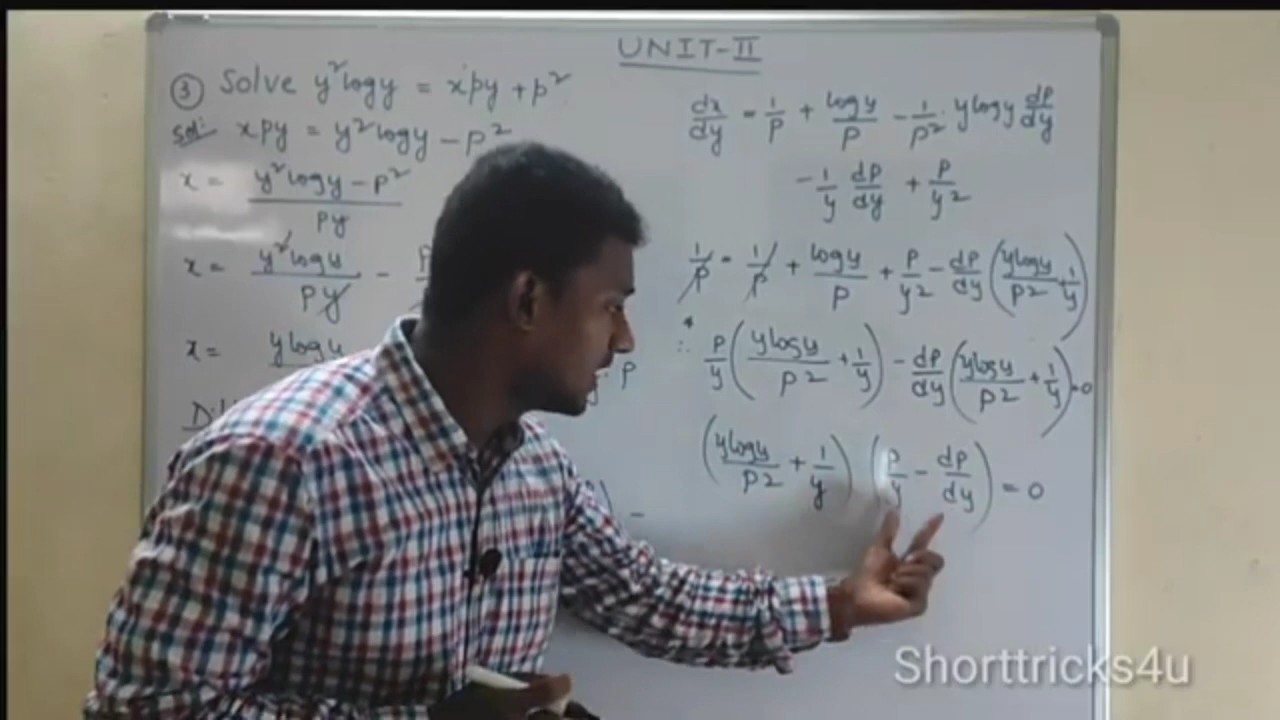 UNIT-II
③ Solve y²logy = xpy + p²
Sol: xpy = y²logy - p²
x = y²logy - p² / py
x = y²logy / py -
x = ylogy
dx/dy = 1/p + logy/p - 1/p² . ylogy dp/dy
- 1/y dp/dy + p/y²
1/p = 1/p + logy/p + p/y² - dp/dy (ylogy/p² + 1/y)
∴ p/y (ylogy/p² + 1/y) - dp/dy (ylogy/p² + 1/y) = 0
(ylogy/p² + 1/y) (p/y - dp/dy) = 0
Shorttricks4u